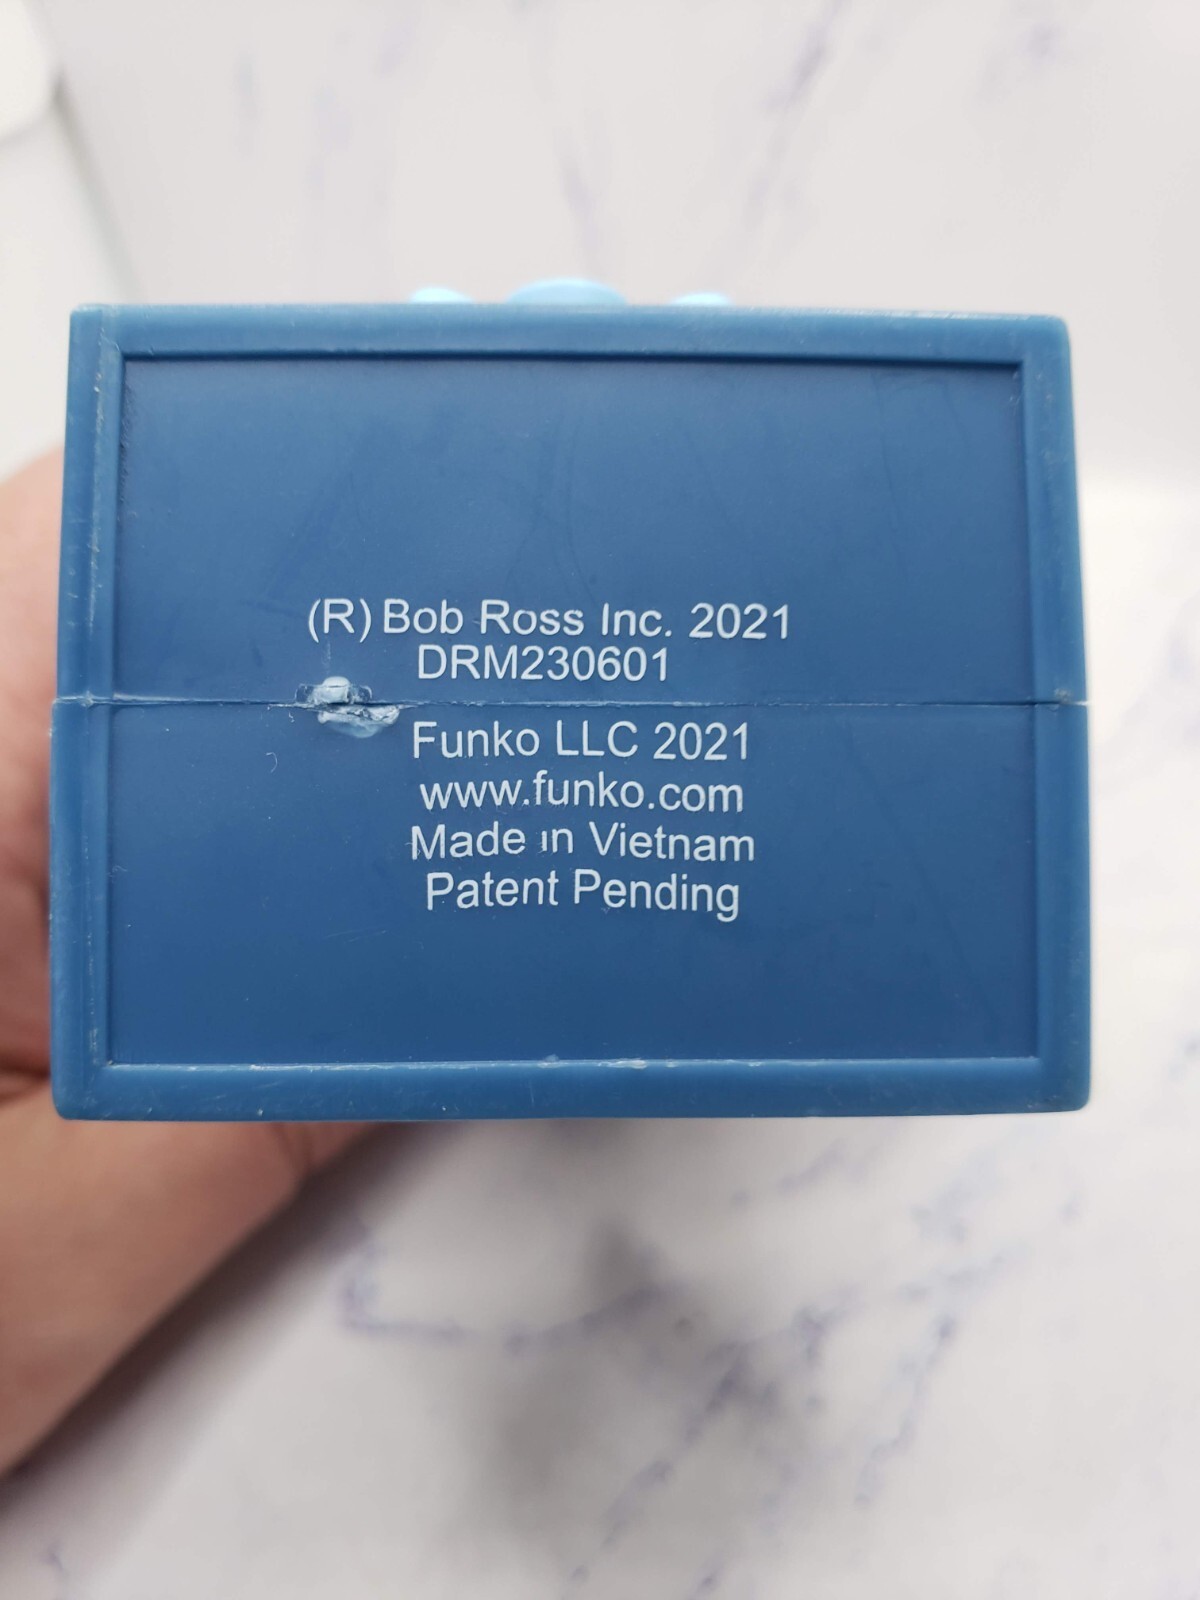 (R) Bob Ross Inc. 2021
DRM230601
Funko LLC 2021
www.funko.com
Made in Vietnam
Patent Pending